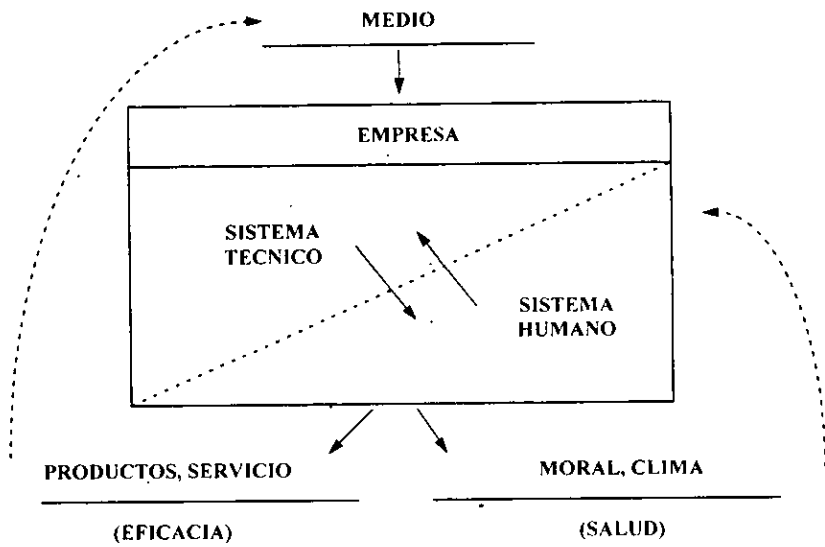 MEDIO
EMPRESA
SISTEMA
TECNICO
SISTEMA
HUMANO
PRODUCTOS, SERVICIO
MORAL, CLIMA
(EFICACIA)
(SALUD)